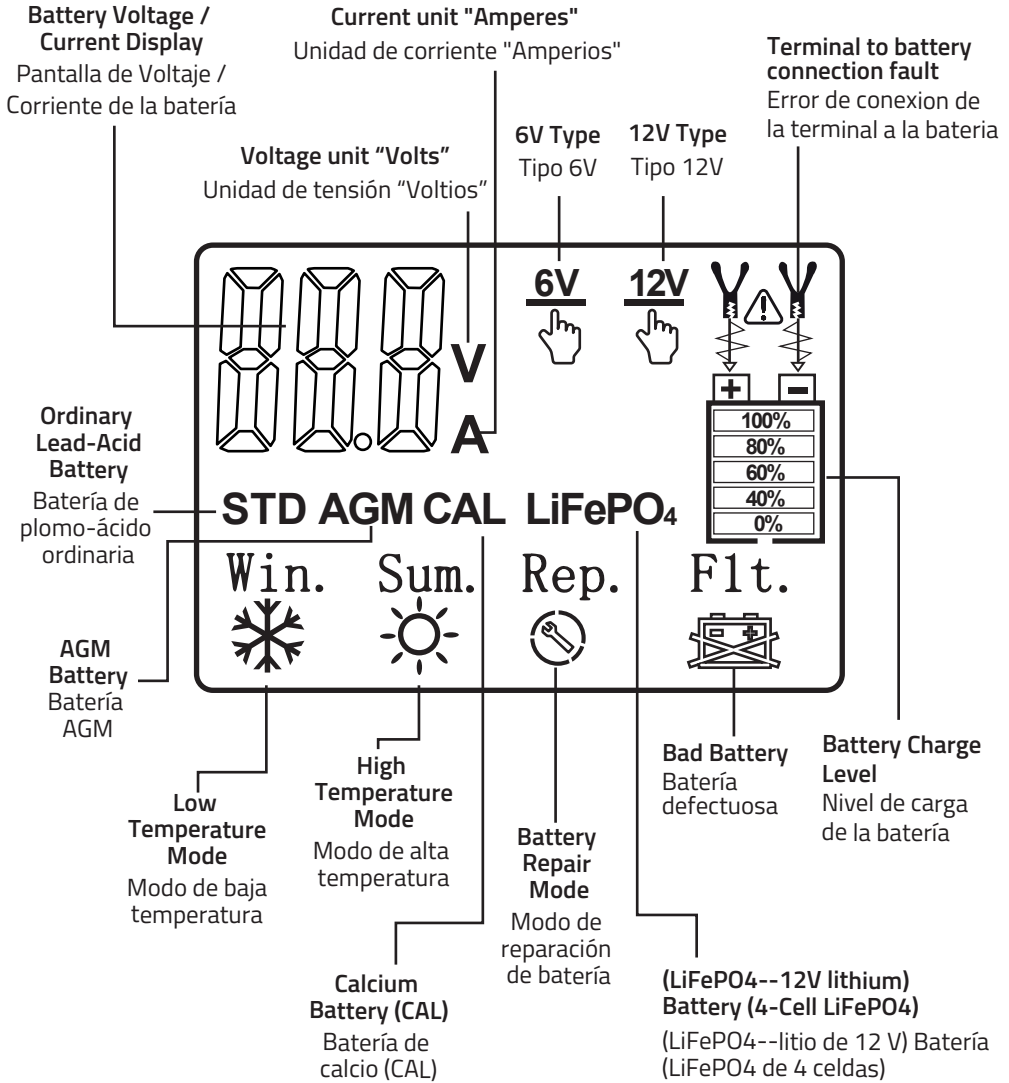 Battery Voltage /
Current Display
Pantalla de Voltaje /
Corriente de la batería
Current unit "Amperes"
Unidad de corriente "Amperios"
Terminal to battery
connection fault
Error de conexion de
la terminal a la bateria
Voltage unit “Volts”
Unidad de tensión “Voltios”
6V Type
Tipo 6V
12V Type
Tipo 12V
6V
12V
V
A
+
−
100%
80%
60%
40%
0%
Ordinary
Lead-Acid
Battery
Batería de
plomo-ácido
ordinaria
STD AGM CAL LiFePO4
Win. Sum. Rep. Flt.
AGM
Battery
Batería
AGM
Low
Temperature
Mode
Modo de baja
temperatura
High
Temperature
Mode
Modo de alta
temperatura
Battery
Repair
Mode
Modo de
reparación
de batería
Bad Battery
Batería
defectuosa
Battery Charge
Level
Nivel de carga
de la batería
Calcium
Battery (CAL)
Batería de
calcio (CAL)
(LiFePO4--12V lithium)
Battery (4-Cell LiFePO4)
(LiFePO4--litio de 12 V) Batería
(LiFePO4 de 4 celdas)